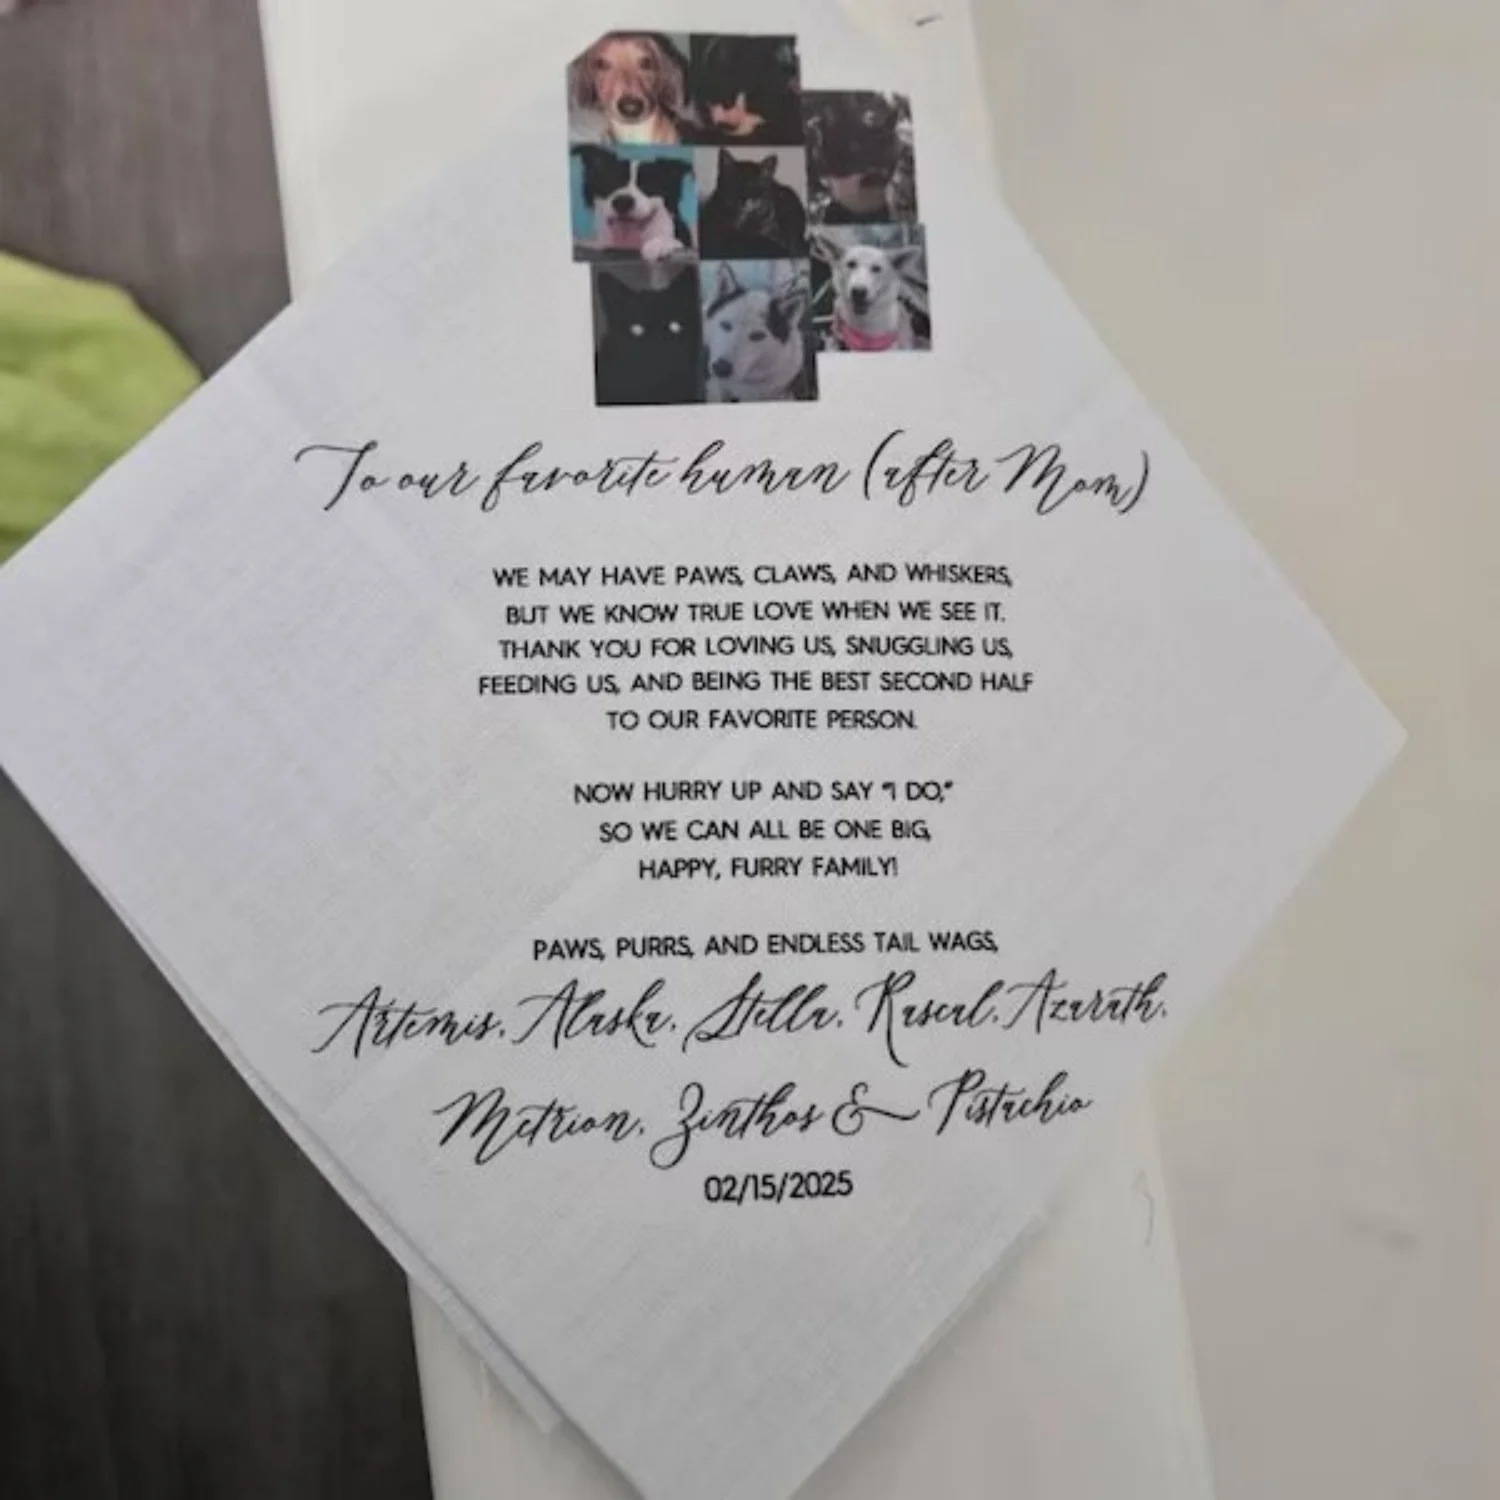 To our favorite human (after Mom)
WE MAY HAVE PAWS, CLAWS, AND WHISKERS,
BUT WE KNOW TRUE LOVE WHEN WE SEE IT.
THANK YOU FOR LOVING US, SNUGGLING US,
FEEDING US, AND BEING THE BEST SECOND HALF
TO OUR FAVORITE PERSON.
NOW HURRY UP AND SAY "I DO,"
SO WE CAN ALL BE ONE BIG,
HAPPY, FURRY FAMILY!
PAWS, PURRS, AND ENDLESS TAIL WAGS,
Artemis, Alaska, Stella, Rascal, Azarath,
Metrion, Zinthos & Pistachio
02/15/2025